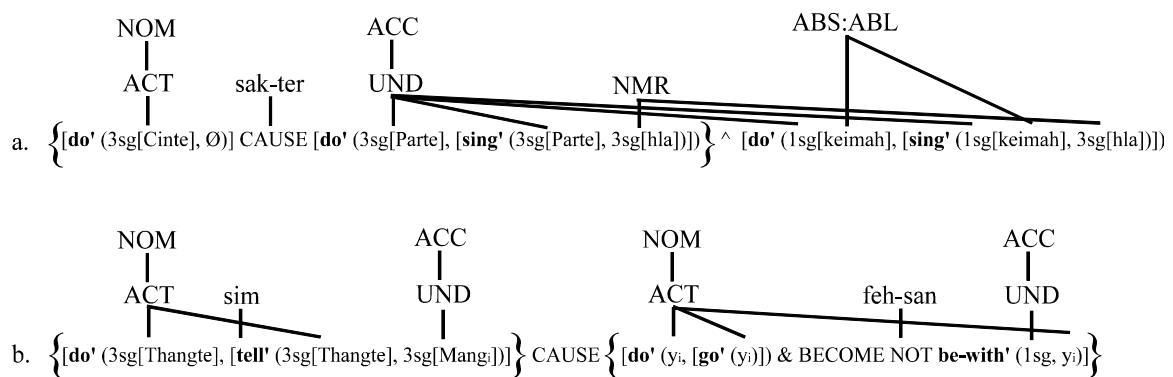 NOM ACC ABS:ABL
ACT sak-ter UND NMR
a. {[do' (3sg[Cinte], Ø)] CAUSE [do' (3sg[Parte], [sing' (3sg[Parte], 3sg[hla])])} ^ [do' (1sg[keimah], [sing' (1sg[keimah], 3sg[hla])])
NOM ACC NOM ACC
ACT sim UND ACT feh-san UND
b. {[do' (3sg[Thangte], [tell' (3sg[Thangte], 3sg[Mangᵢ])]} CAUSE {[do' (yᵢ, [go' (yᵢ)]) & BECOME NOT be-with' (1sg, yᵢ)]}